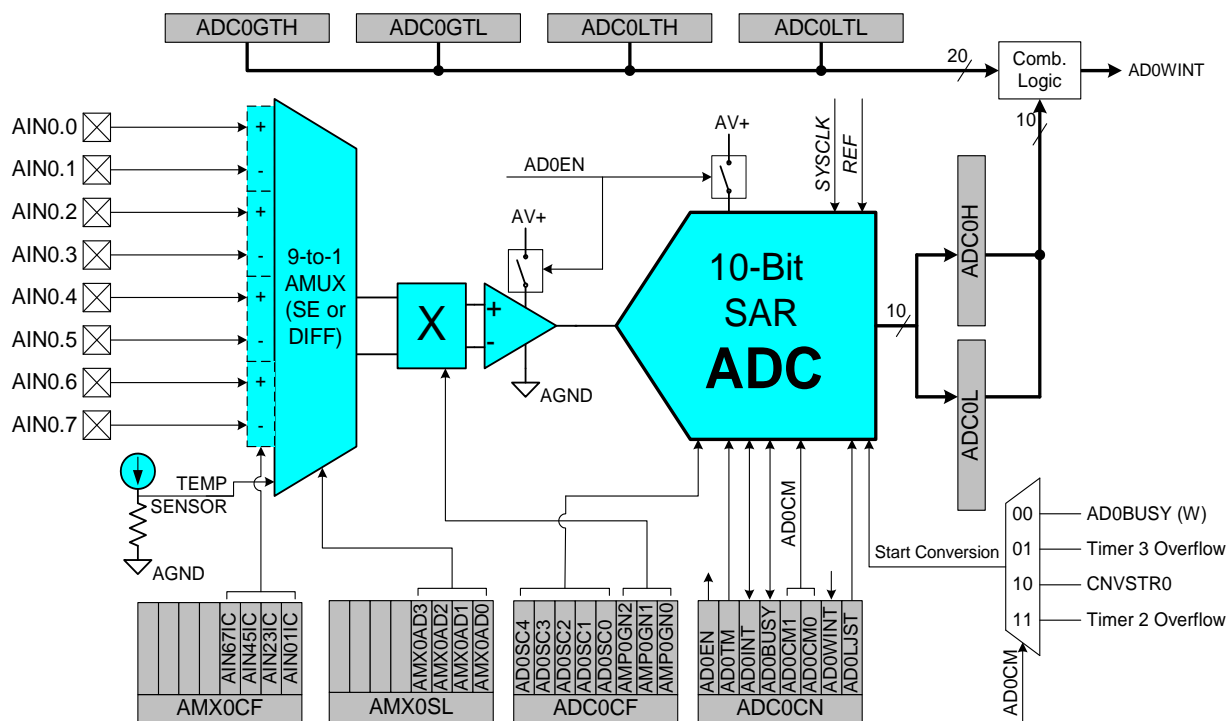 ADC0GTH
ADC0GTL
ADC0LTH
ADC0LTL
20
Comb.
Logic
AD0WINT
10
AIN0.0
AIN0.1
AIN0.2
AIN0.3
AIN0.4
AIN0.5
AIN0.6
AIN0.7
+
-
+
-
+
-
+
-
9-to-1
AMUX
(SE or
DIFF)
X
+
-
AV+
AGND
AD0EN
AV+
SYSCLK
REF
10-Bit
SAR
ADC
10
ADC0H
ADC0L
TEMP
SENSOR
AGND
AD0CM
Start Conversion
00
01
10
11
AD0BUSY (W)
Timer 3 Overflow
CNVSTR0
Timer 2 Overflow
AD0CM
AIN67IC
AIN45IC
AIN23IC
AIN01IC
AMX0CF
AMX0AD3
AMX0AD2
AMX0AD1
AMX0AD0
AMX0SL
AD0SC4
AD0SC3
AD0SC2
AD0SC1
AD0SC0
AMP0GN2
AMP0GN1
AMP0GN0
ADC0CF
AD0EN
AD0TM
AD0INT
AD0BUSY
AD0CM1
AD0CM0
AD0WINT
AD0LJST
ADC0CN